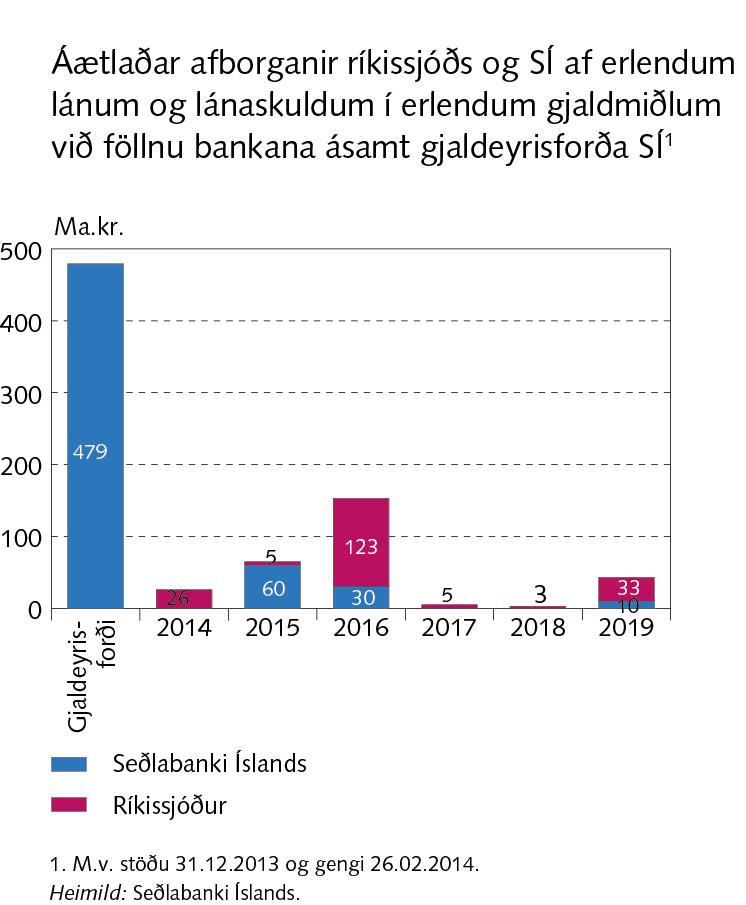 Áætlaðar afborganir ríkissjóðs og SÍ af erlendum
lánum og lánaskuldum í erlendum gjaldmiðlum
við föllnu bankana ásamt gjaldeyrisforða SÍ¹
Ma.kr.
500
400
300
200
100
0
479
26
5
60
123
30
5
3
33
10
Gjaldeyris-
forði
2014 2015 2016 2017 2018 2019
Seðlabanki Íslands
Ríkissjóður
1. M.v. stöðu 31.12.2013 og gengi 26.02.2014.
Heimild: Seðlabanki Íslands.